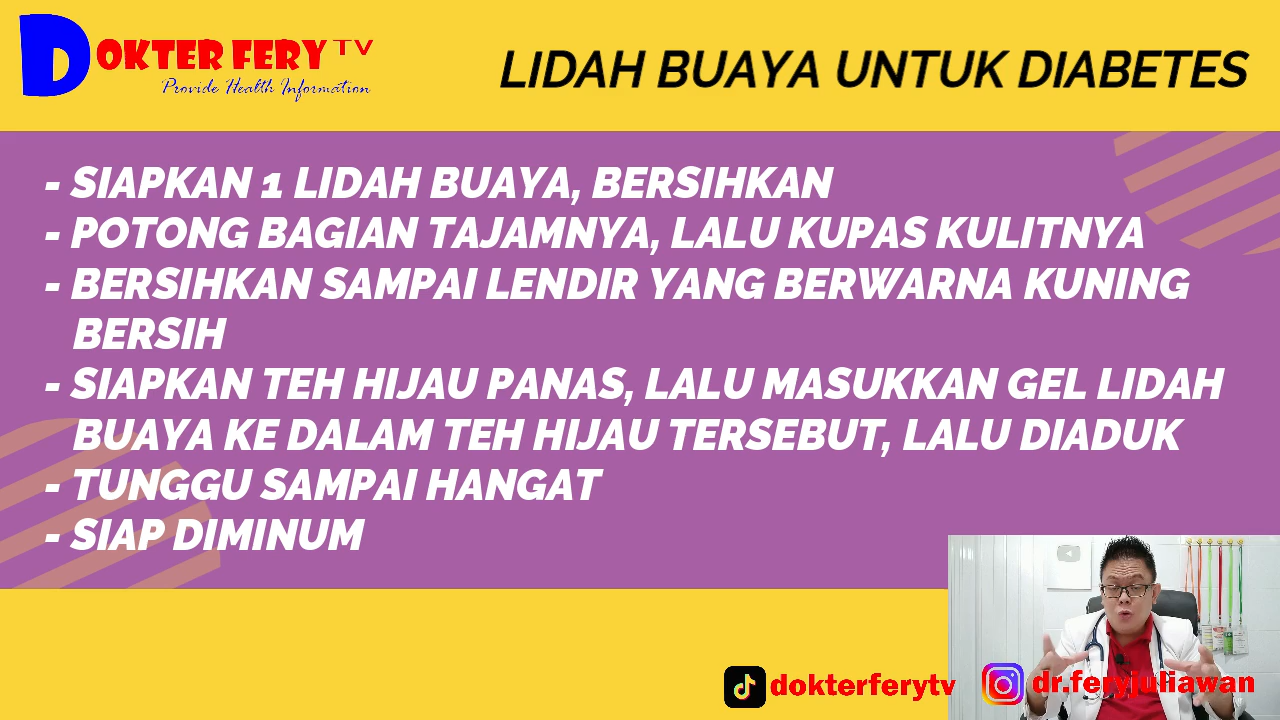 DOKTER FERY TV
Provide Health Information
LIDAH BUAYA UNTUK DIABETES
- SIAPKAN 1 LIDAH BUAYA, BERSIHKAN
- POTONG BAGIAN TAJAMNYA, LALU KUPAS KULITNYA
- BERSIHKAN SAMPAI LENDIR YANG BERWARNA KUNING
BERSIH
- SIAPKAN TEH HIJAU PANAS, LALU MASUKKAN GEL LIDAH
BUAYA KE DALAM TEH HIJAU TERSEBUT, LALU DIADUK
- TUNGGU SAMPAI HANGAT
- SIAP DIMINUM
dokterferytv
dr.feryjuliawan